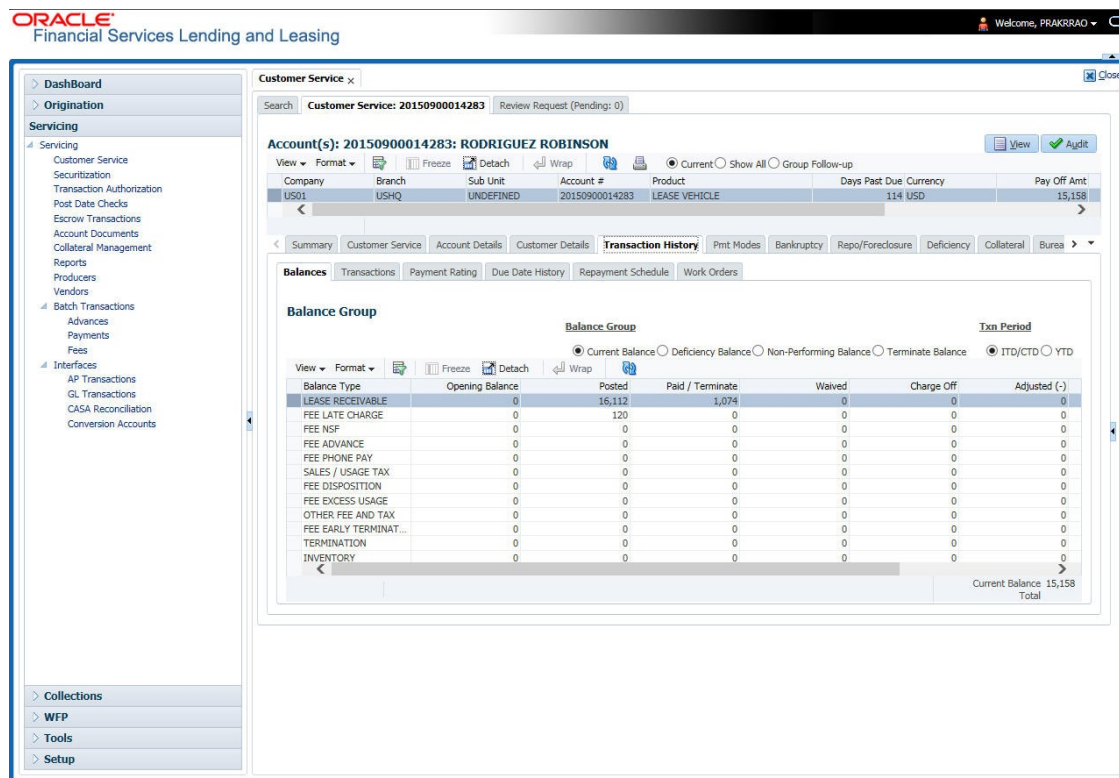 ORACLE
Financial Services Lending and Leasing
Welcome, PRAKRRAO
DashBoard
Origination
Servicing
Servicing
Customer Service
Securitization
Transaction Authorization
Post Date Checks
Escrow Transactions
Account Documents
Collateral Management
Reports
Producers
Vendors
Batch Transactions
Advances
Payments
Fees
Interfaces
AP Transactions
GL Transactions
CASA Reconciliation
Conversion Accounts
Collections
WFP
Tools
Setup
Customer Service
Close
Search Customer Service: 20150900014283 Review Request (Pending: 0)
Account(s): 20150900014283: RODRIGUEZ ROBINSON
View Audit
View Format Freeze Detach Wrap Current Show All Group Follow-up
Company Branch Sub Unit Account # Product Days Past Due Currency Pay Off Amt
US01 USHQ UNDEFINED 20150900014283 LEASE VEHICLE 114 USD 15,158
Summary Customer Service Account Details Customer Details Transaction History Pmt Modes Bankruptcy Repo/Foreclosure Deficiency Collateral Burea
Balances Transactions Payment Rating Due Date History Repayment Schedule Work Orders
Balance Group
Balance Group Txn Period
Current Balance Deficiency Balance Non-Performing Balance Terminate Balance ITD/CTD YTD
View Format Freeze Detach Wrap
Balance Type Opening Balance Posted Paid / Terminate Waived Charge Off Adjusted (-)
LEASE RECEIVABLE 0 16,112 1,074 0 0 0
FEE LATE CHARGE 0 120 0 0 0 0
FEE NSF 0 0 0 0 0 0
FEE ADVANCE 0 0 0 0 0 0
FEE PHONE PAY 0 0 0 0 0 0
SALES / USAGE TAX 0 0 0 0 0 0
FEE DISPOSITION 0 0 0 0 0 0
FEE EXCESS USAGE 0 0 0 0 0 0
OTHER FEE AND TAX 0 0 0 0 0 0
FEE EARLY TERMINAT... 0 0 0 0 0 0
TERMINATION 0 0 0 0 0 0
INVENTORY 0 0 0 0 0 0
Current Balance 15,158
Total